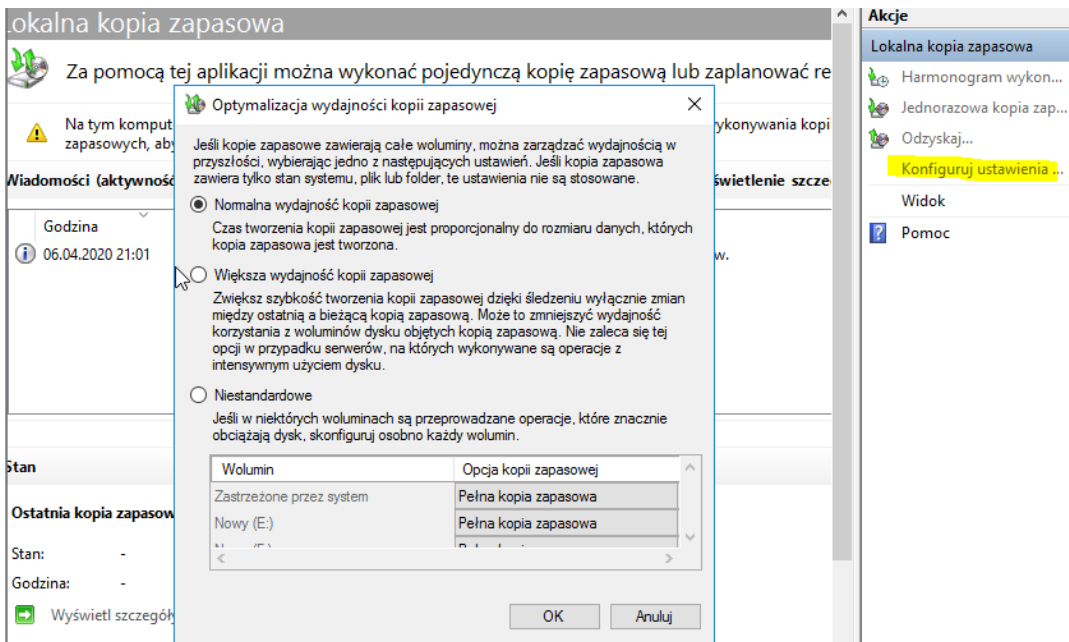 okalna kopia zapasowa
Za pomocą tej aplikacji można wykonać pojedynczą kopię zapasową lub zaplanować re
Na tym komput
ykonywania kopi
zapasowych, aby
Wiadomości (aktywność
świetlenie szcze
Godzina
06.04.2020 21:01
w.
Stan
Ostatnia kopia zapasow
Stan: -
Godzina: -
Wyświetl szczegół
Optymalizacja wydajności kopii zapasowej
Jeśli kopie zapasowe zawierają całe woluminy, można zarządzać wydajnością w
przyszłości, wybierając jedno z następujących ustawień. Jeśli kopia zapasowa
zawiera tylko stan systemu, plik lub folder, te ustawienia nie są stosowane.
Normalna wydajność kopii zapasowej
Czas tworzenia kopii zapasowej jest proporcjonalny do rozmiaru danych, których
kopia zapasowa jest tworzona.
Większa wydajność kopii zapasowej
Zwiększ szybkość tworzenia kopii zapasowej dzięki śledzeniu wyłącznie zmian
między ostatnią a bieżącą kopią zapasową. Może to zmniejszyć wydajność
korzystania z woluminów dysku objętych kopią zapasową. Nie zaleca się tej
opcji w przypadku serwerów, na których wykonywane są operacje z
intensywnym użyciem dysku.
Niestandardowe
Jeśli w niektórych woluminach są przeprowadzane operacje, które znacznie
obciążają dysk, skonfiguruj osobno każdy wolumin.
Wolumin Opcja kopii zapasowej
Zastrzeżone przez system Pełna kopia zapasowa
Nowy (E:) Pełna kopia zapasowa
OK Anuluj
Akcje
Lokalna kopia zapasowa
Harmonogram wykon...
Jednorazowa kopia zap...
Odzyskaj...
Konfiguruj ustawienia ...
Widok
Pomoc